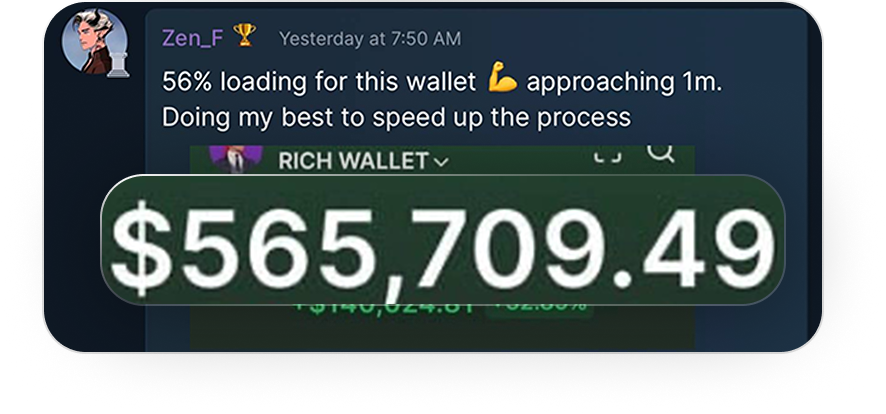 Zen_F 🏆 Yesterday at 7:50 AM
56% loading for this wallet 💪 approaching 1m.
Doing my best to speed up the process
RICH WALLET
$565,709.49